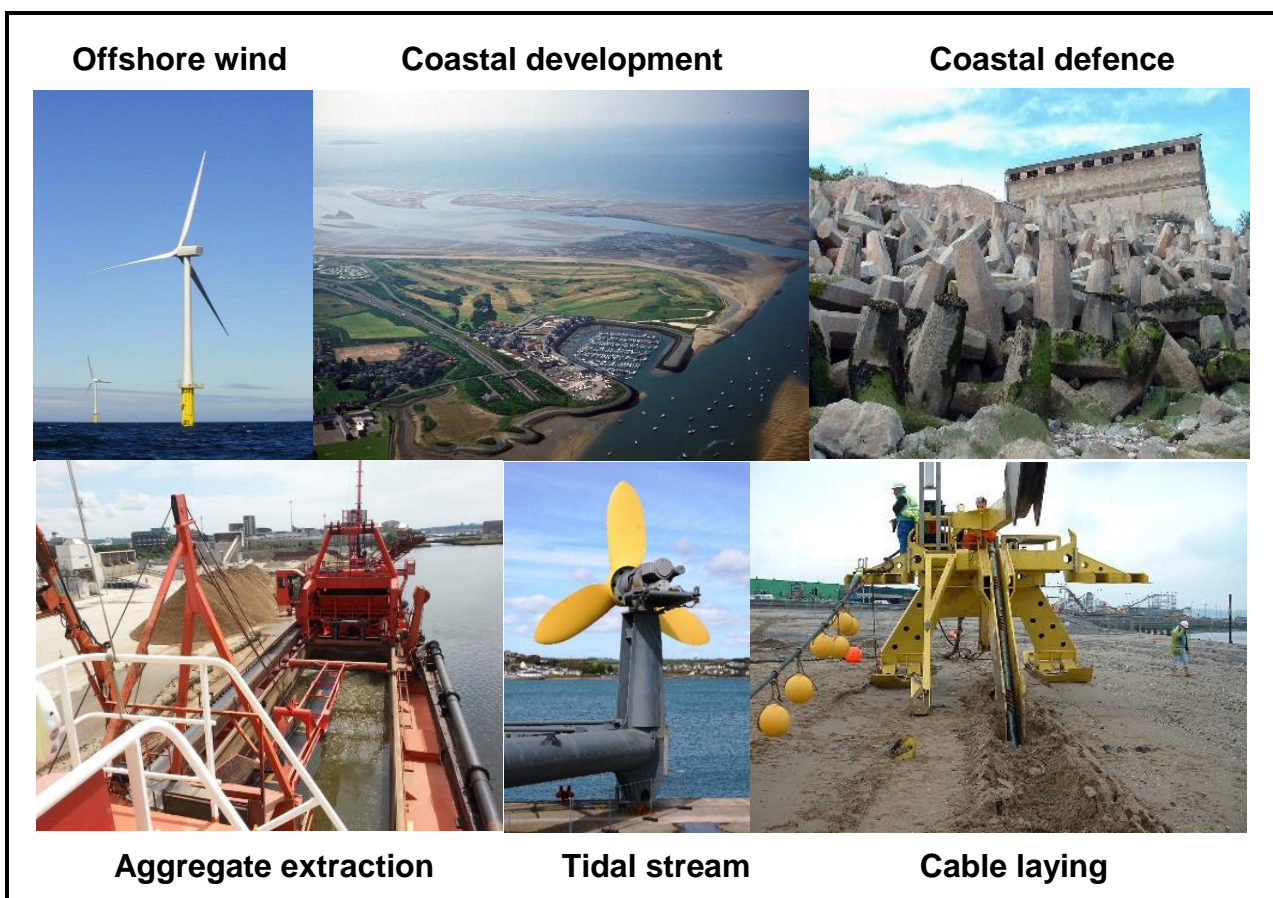 Offshore wind
Coastal development
Coastal defence
Aggregate extraction
Tidal stream
Cable laying